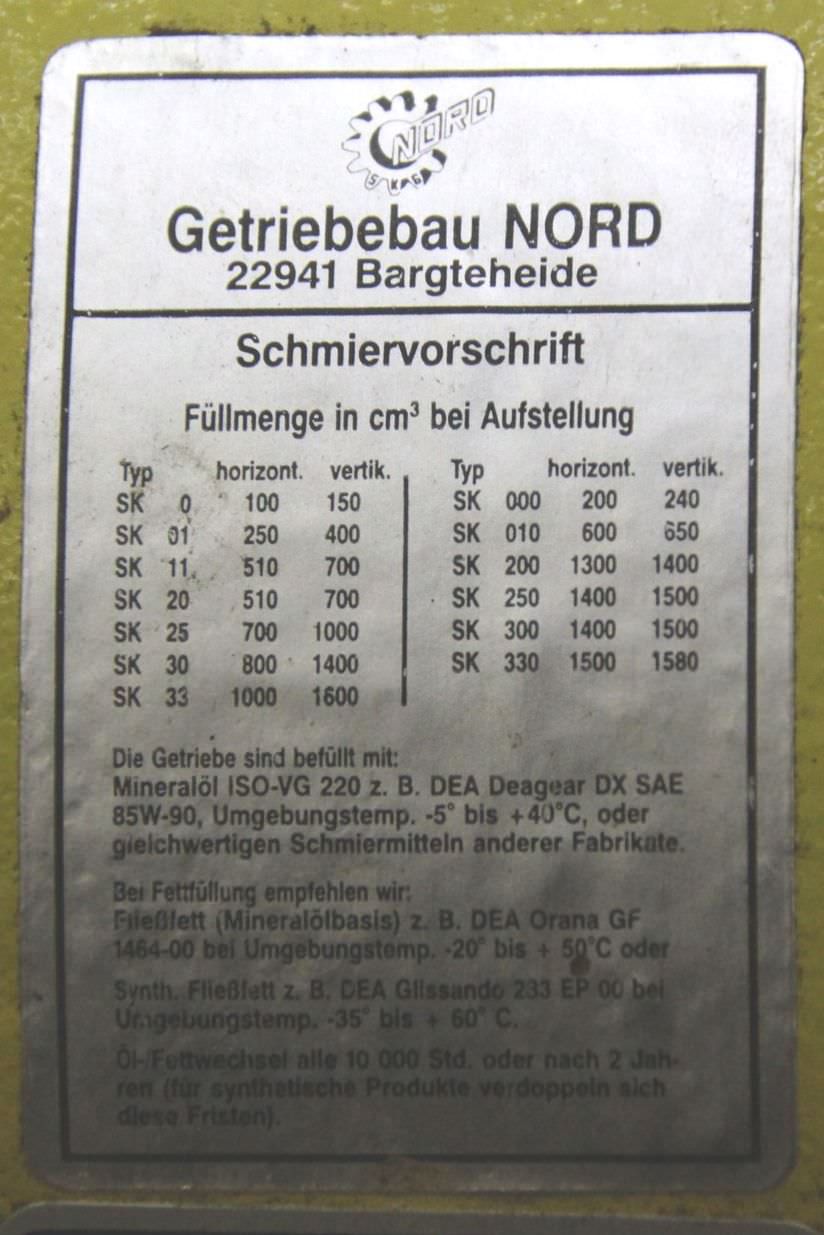 NORD
SKG
Getriebebau NORD
22941 Bargteheide
Schmiervorschrift
Füllmenge in cm³ bei Aufstellung
Typ horizont. vertik. Typ horizont. vertik.
SK 0 100 150 SK 000 200 240
SK 01 250 400 SK 010 600 650
SK 11 510 700 SK 200 1300 1400
SK 20 510 700 SK 250 1400 1500
SK 25 700 1000 SK 300 1400 1500
SK 30 800 1400 SK 330 1500 1580
SK 33 1000 1600
Die Getriebe sind befüllt mit:
Mineralöl ISO-VG 220 z. B. DEA Deagear DX SAE
85W-90, Umgebungstemp. -5° bis +40°C, oder
gleichwertigen Schmiermitteln anderer Fabrikate.
Bei Fettfüllung empfehlen wir:
Fließfett (Mineralölbasis) z. B. DEA Orana GF
1464-00 bei Umgebungstemp. -20° bis + 50°C oder
Synth. Fließfett z. B. DEA Glissando 233 EP 00 bei
Umgebungstemp. -35° bis + 60° C.
Öl-/Fettwechsel alle 10 000 Std. oder nach 2 Jah-
ren (für synthetische Produkte verdoppeln sich
diese Fristen).